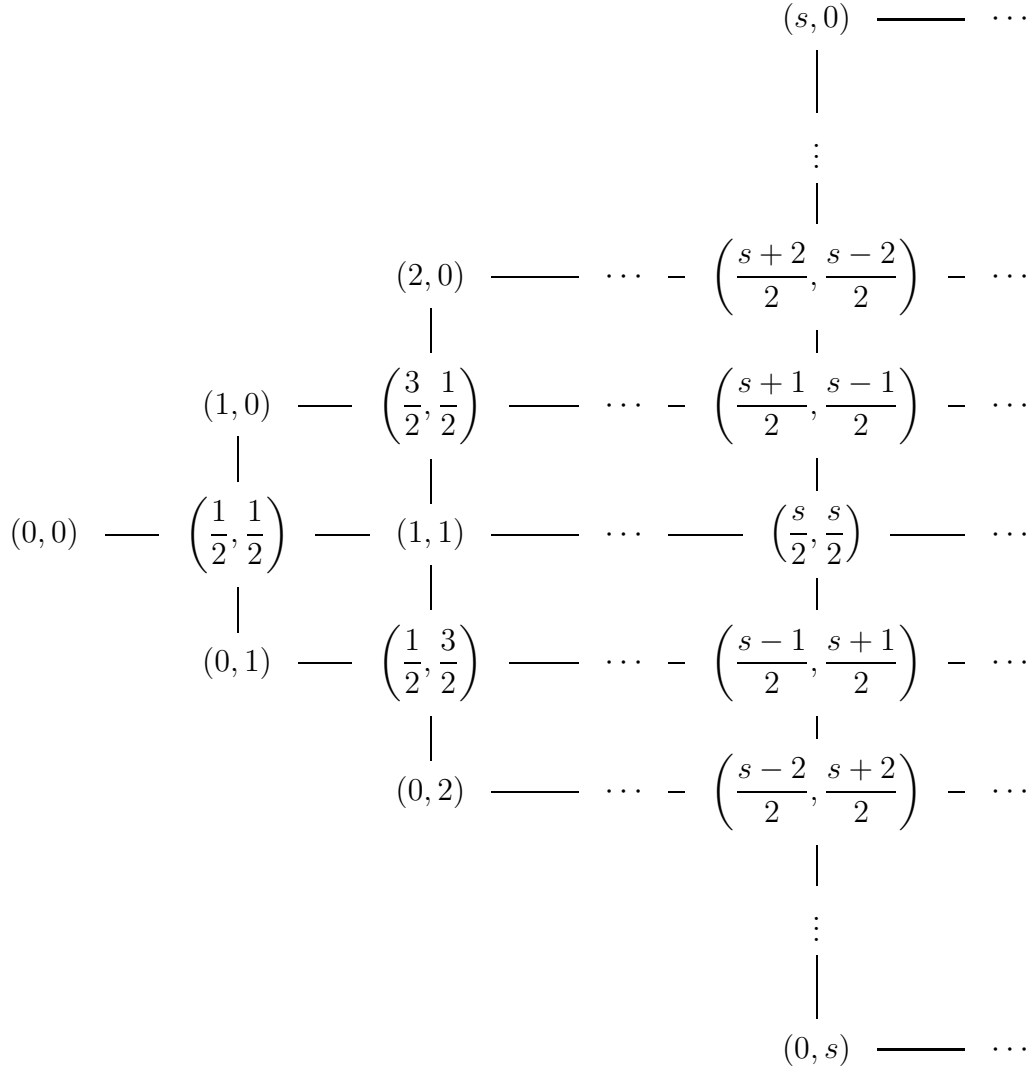 (s, 0) ⋯
⋮
(2, 0) ⋯ ((s + 2)/2, (s − 2)/2) ⋯
(1, 0) (3/2, 1/2) ⋯ ((s + 1)/2, (s − 1)/2) ⋯
(0, 0) (1/2, 1/2) (1, 1) ⋯ (s/2, s/2) ⋯
(0, 1) (1/2, 3/2) ⋯ ((s − 1)/2, (s + 1)/2) ⋯
(0, 2) ⋯ ((s − 2)/2, (s + 2)/2) ⋯
⋮
(0, s) ⋯